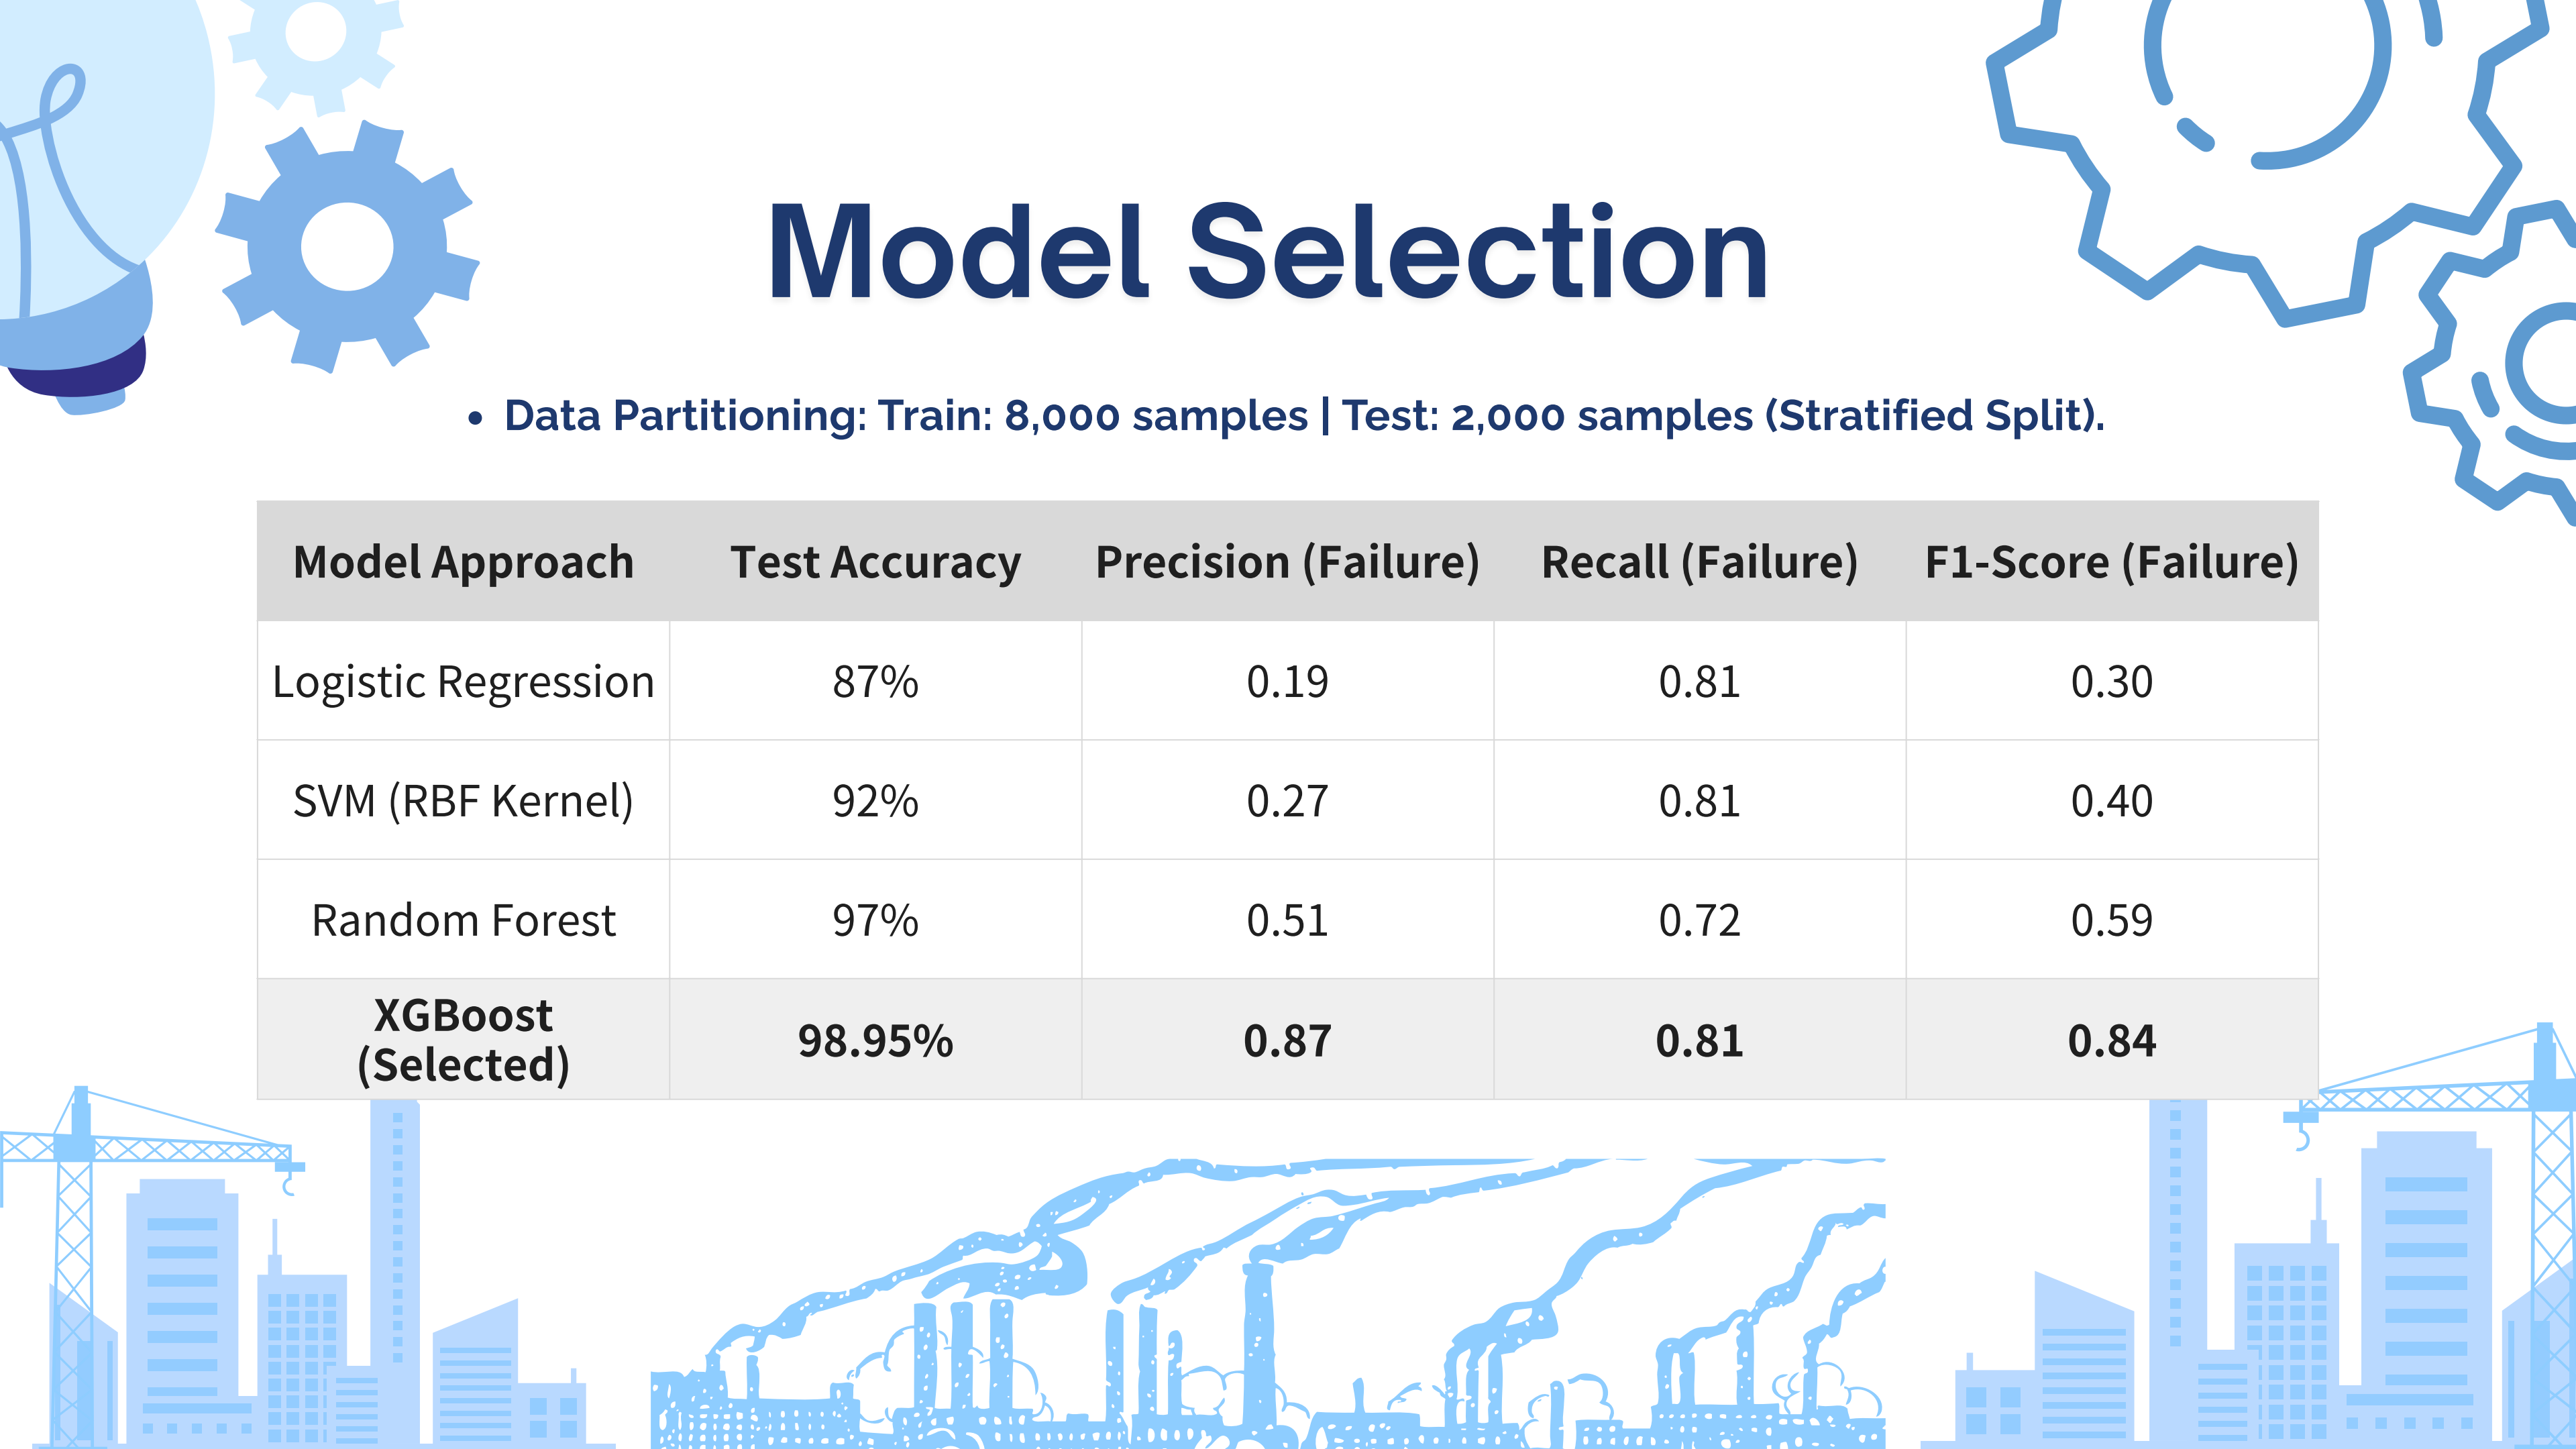 Model Selection
• Data Partitioning: Train: 8,000 samples | Test: 2,000 samples (Stratified Split).
Model Approach Test Accuracy Precision (Failure) Recall (Failure) F1-Score (Failure)
Logistic Regression 87% 0.19 0.81 0.30
SVM (RBF Kernel) 92% 0.27 0.81 0.40
Random Forest 97% 0.51 0.72 0.59
XGBoost
(Selected) 98.95% 0.87 0.81 0.84